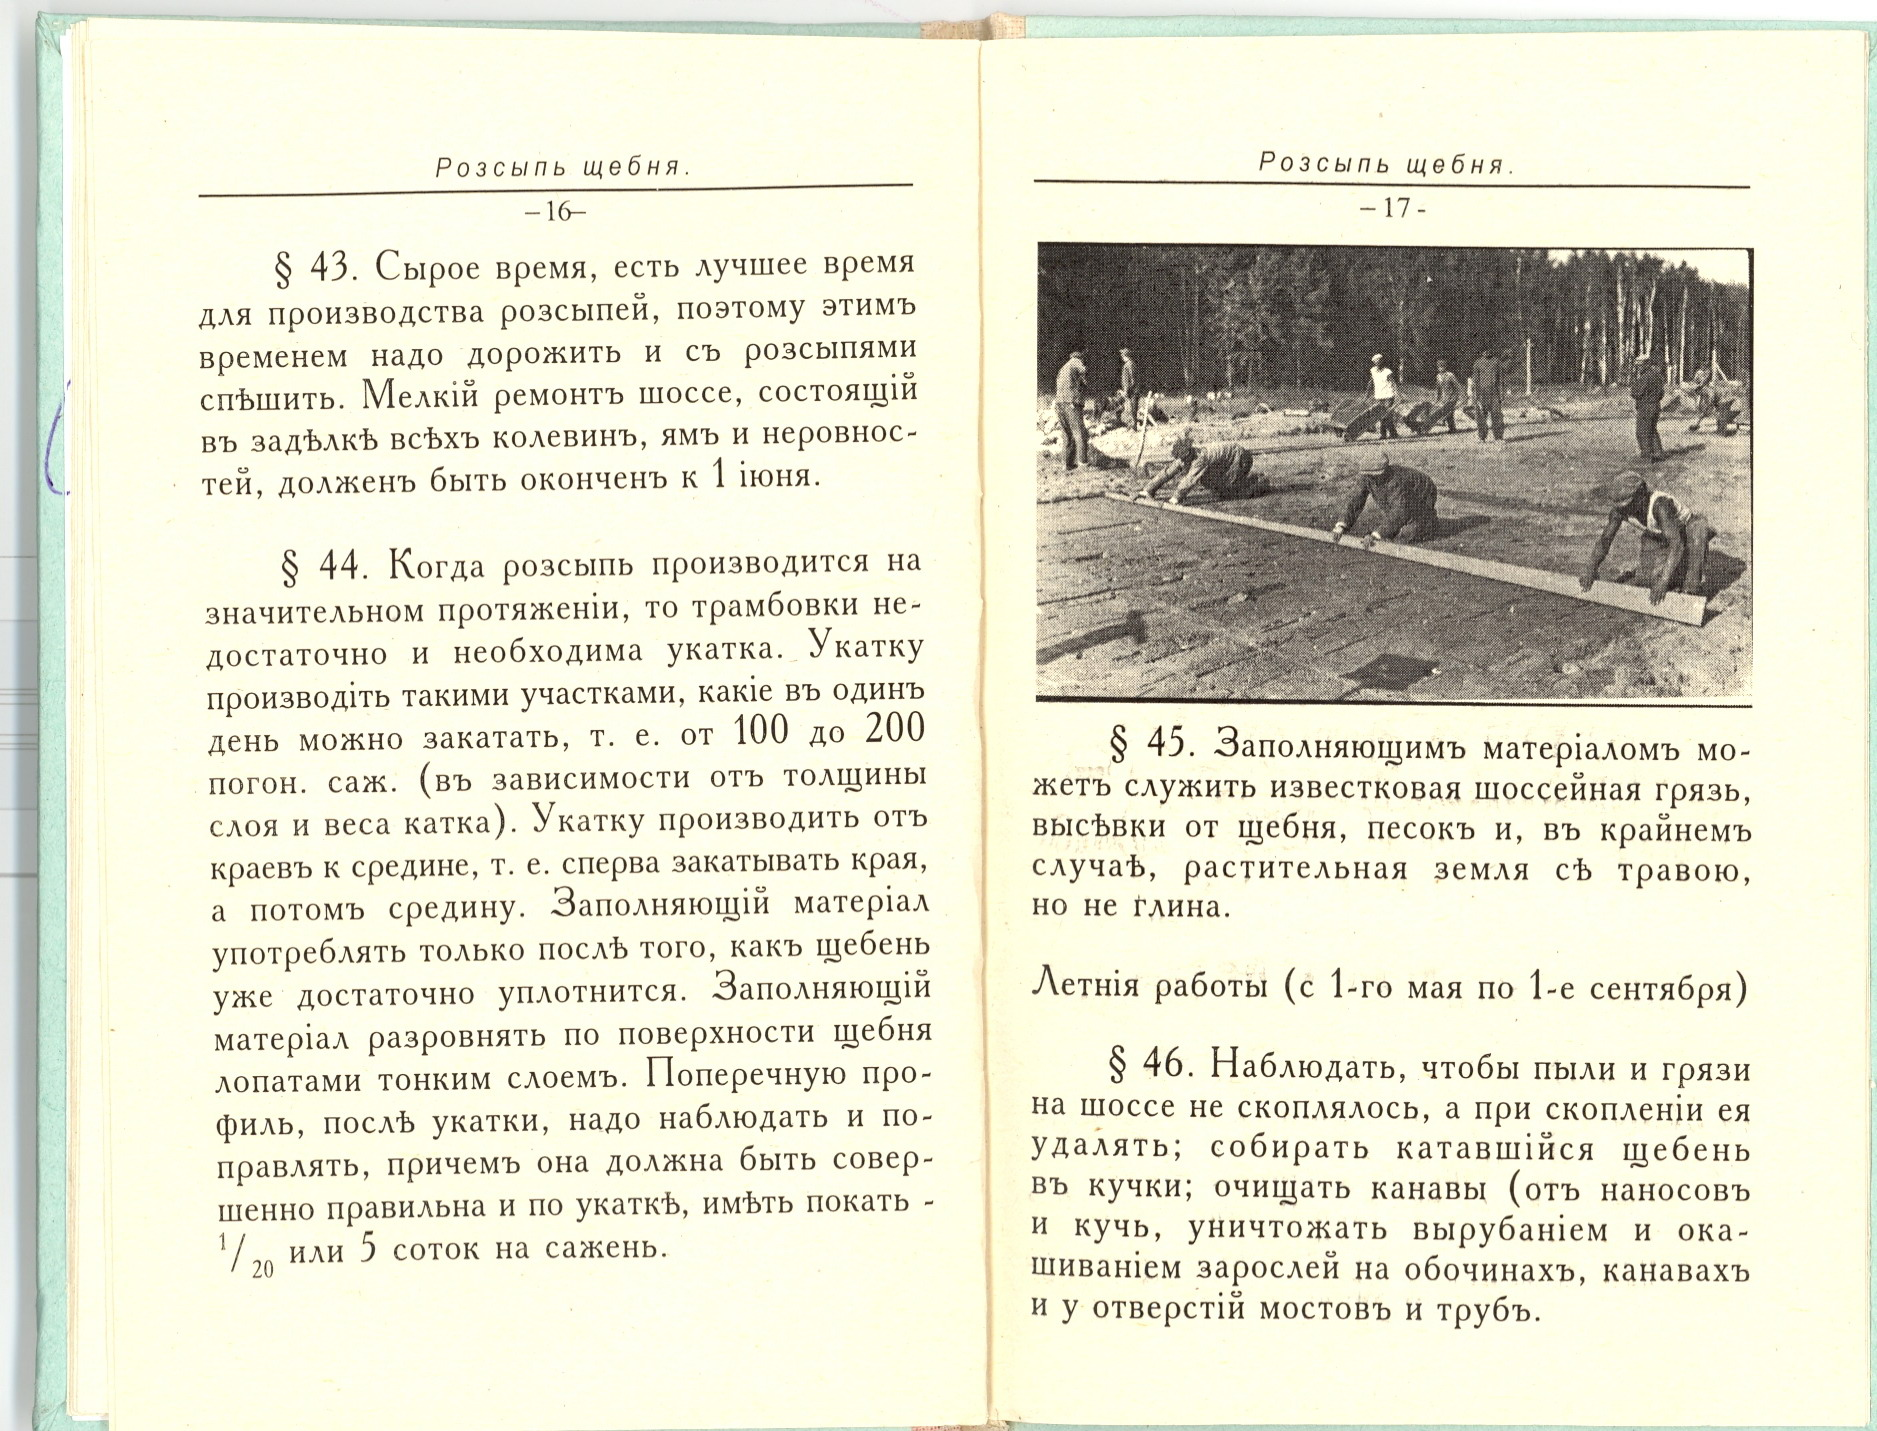 Розсыпь щебня.
–16–
§ 43. Сырое время, есть лучшее время
для производства розсыпей, поэтому этимъ
временем надо дорожить и съ розсыпями
спѣшить. Мелкій ремонтъ шоссе, состоящій
въ задѣлкѣ всѣхъ колевинъ, ямъ и неровнос-
тей, долженъ быть оконченъ к 1 іюня.
§ 44. Когда розсыпь производится на
значительном протяженіи, то трамбовки не-
достаточно и необходима укатка. Укатку
производіть такими участками, какіе въ одинъ
день можно закатать, т. е. от 100 до 200
погон. саж. (въ зависимости отъ толщины
слоя и веса катка). Укатку производить отъ
краевъ к средине, т. е. сперва закатывать края,
а потомъ средину. Заполняющій матеріал
употреблять только послѣ того, какъ щебень
уже достаточно уплотнится. Заполняющій
матеріал разровнять по поверхности щебня
лопатами тонким слоемъ. Поперечную про-
филь, послѣ укатки, надо наблюдать и по-
правлять, причемъ она должна быть совер-
шенно правильна и по укаткѣ, имѣть покать -
1/20 или 5 соток на сажень.
Розсыпь щебня.
–17-
§ 45. Заполняющимъ матеріаломъ мо-
жетъ служить известковая шоссейная грязь,
высѣвки от щебня, песокъ и, въ крайнемъ
случаѣ, растительная земля сѣ травою,
но не глина.
Летнія работы (с 1-го мая по 1-е сентября)
§ 46. Наблюдать, чтобы пыли и грязи
на шоссе не скоплялось, а при скопленіи ея
удалять; собирать катавшійся щебень
въ кучки; очищать канавы (отъ наносовъ
и кучь, уничтожать вырубаніем и ока-
шиваніем зарослей на обочинахъ, канавахъ
и у отверстій мостовъ и трубъ.